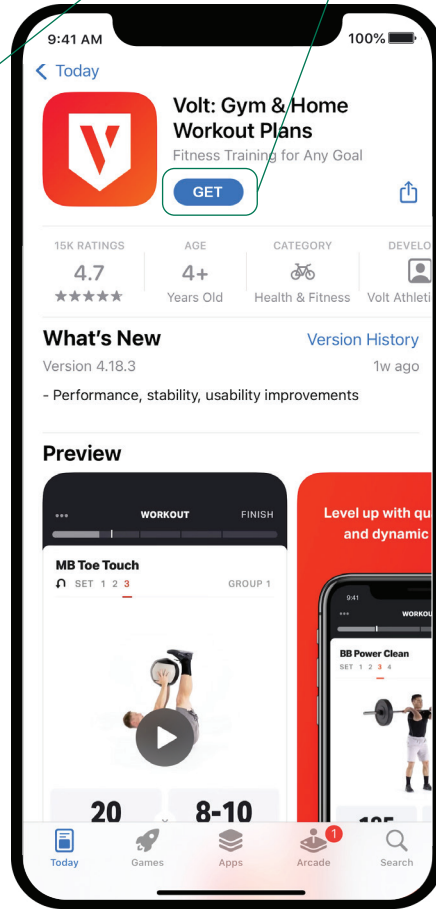 9:41 AM
100%
Today
Volt: Gym & Home
Workout Plans
Fitness Training for Any Goal
GET
15K RATINGS
AGE
CATEGORY
DEVELO
4.7
4+
Years Old
Health & Fitness
Volt Athleti
What's New
Version History
Version 4.18.3
1w ago
- Performance, stability, usability improvements
Preview
WORKOUT
FINISH
MB Toe Touch
SET 1 2 3
GROUP 1
20
×
8-10
Level up with qu
and dynamic
9:41
WORKOU
BB Power Clean
SET 1 2 3 4
Today
Games
Apps
Arcade
1
Search